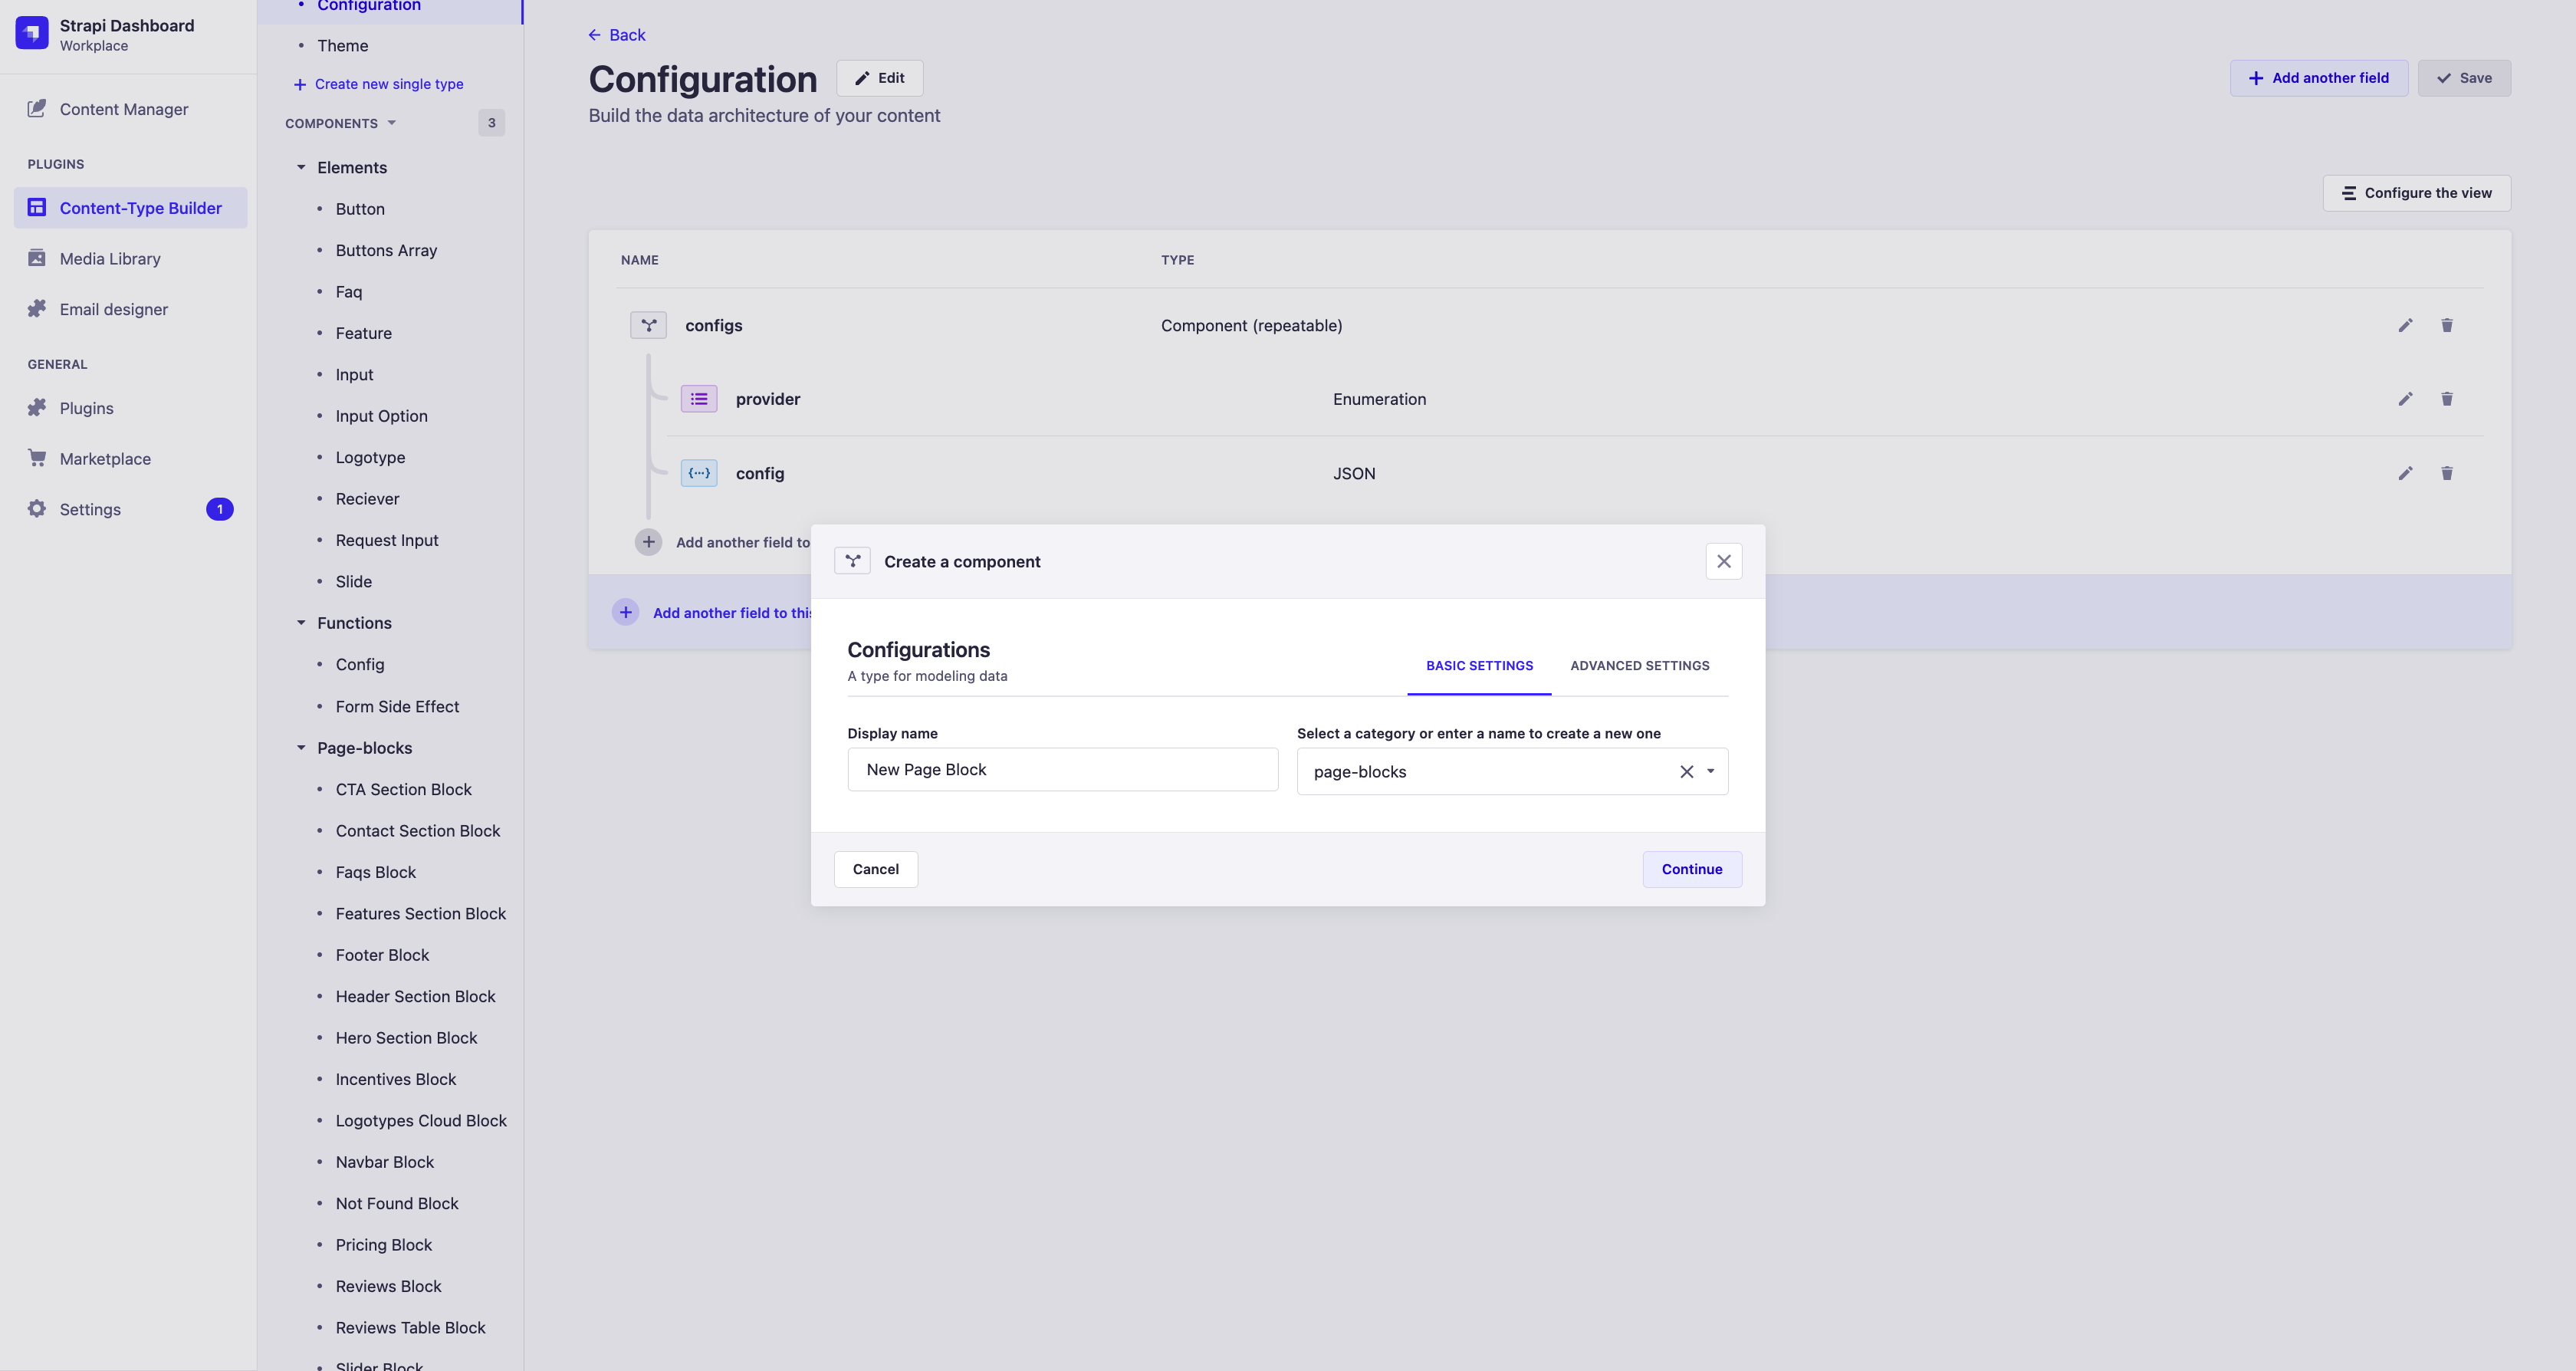 Strapi Dashboard
Workplace
Content Manager
PLUGINS
Content-Type Builder
Media Library
Email designer
GENERAL
Plugins
Marketplace
Settings 1
Configuration
Theme
Create new single type
COMPONENTS 3
Elements
Button
Buttons Array
Faq
Feature
Input
Input Option
Logotype
Reciever
Request Input
Slide
Functions
Config
Form Side Effect
Page-blocks
CTA Section Block
Contact Section Block
Faqs Block
Features Section Block
Footer Block
Header Section Block
Hero Section Block
Incentives Block
Logotypes Cloud Block
Navbar Block
Not Found Block
Pricing Block
Reviews Block
Reviews Table Block
Slider Block
Back
Configuration Edit
Build the data architecture of your content
Add another field Save
Configure the view
NAME TYPE
configs Component (repeatable)
provider Enumeration
config JSON
Add another field to
Add another field to this
Create a component
Configurations
A type for modeling data
BASIC SETTINGS ADVANCED SETTINGS
Display name
New Page Block
Select a category or enter a name to create a new one
page-blocks
Cancel Continue